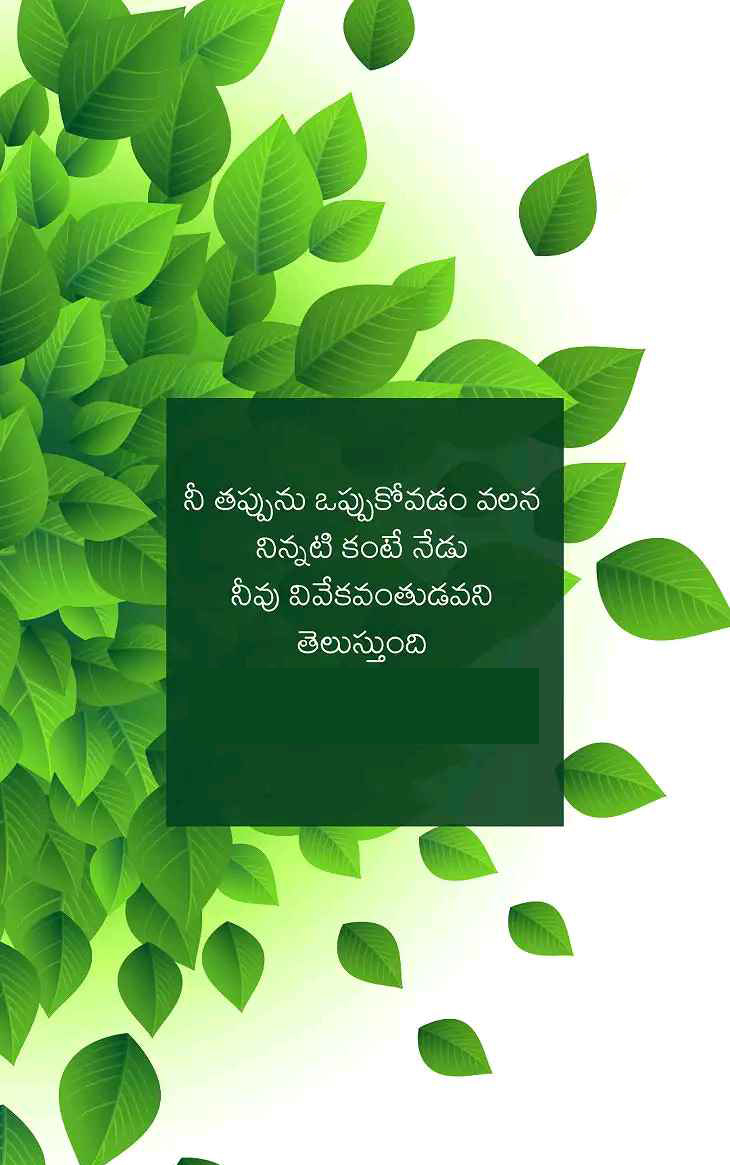 నీ తప్పును ఒప్పుకోవడం వలన
నిన్నటి కంటే నేడు
నీవు వివేకవంతుడవని
తెలుస్తుంది